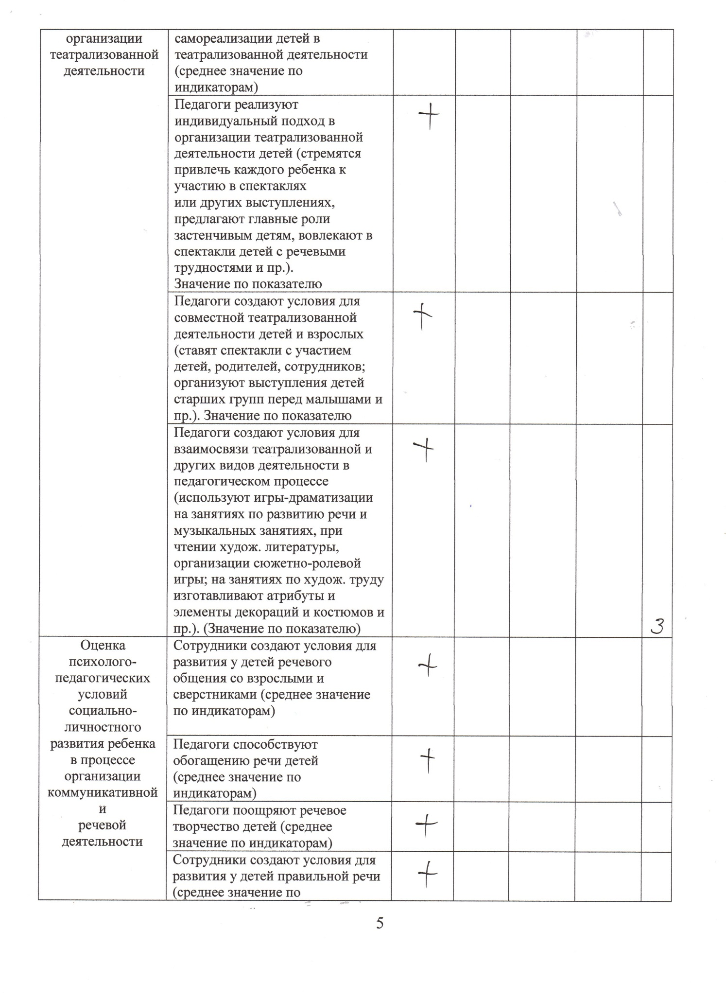 организации
театрализованной
деятельности
самореализации детей в
театрализованной деятельности
(среднее значение по
индикаторам)
Педагоги реализуют
индивидуальный подход в
организации театрализованной
деятельности детей (стремятся
привлечь каждого ребенка к
участию в спектаклях
или других выступлениях,
предлагают главные роли
застенчивым детям, вовлекают в
спектакли детей с речевыми
трудностями и пр.).
Значение по показателю
+
Педагоги создают условия для
совместной театрализованной
деятельности детей и взрослых
(ставят спектакли с участием
детей, родителей, сотрудников;
организуют выступления детей
старших групп перед малышами и
пр.). Значение по показателю
+
Педагоги создают условия для
взаимосвязи театрализованной и
других видов деятельности в
педагогическом процессе
(используют игры-драматизации
на занятиях по развитию речи и
музыкальных занятиях, при
чтении худож. литературы,
организации сюжетно-ролевой
игры; на занятиях по худож. труду
изготавливают атрибуты и
элементы декораций и костюмов и
пр.). (Значение по показателю)
+
3
Оценка
психолого-
педагогических
условий
социально-
личностного
развития ребенка
в процессе
организации
коммуникативной
и
речевой
деятельности
Сотрудники создают условия для
развития у детей речевого
общения со взрослыми и
сверстниками (среднее значение
по индикаторам)
+
Педагоги способствуют
обогащению речи детей
(среднее значение по
индикаторам)
+
Педагоги поощряют речевое
творчество детей (среднее
значение по индикаторам)
+
Сотрудники создают условия для
развития у детей правильной речи
(среднее значение по
+
5